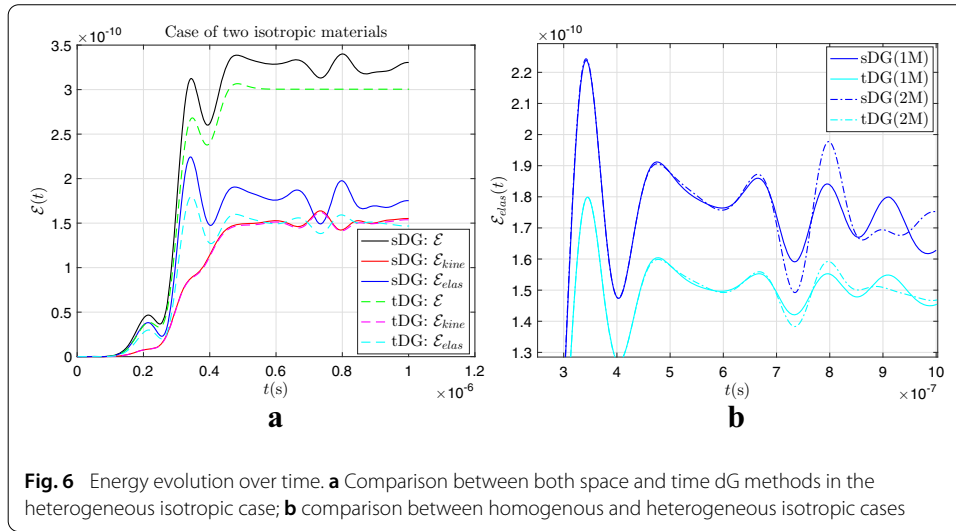 ×10⁻¹⁰
Case of two isotropic materials
3.5
3
2.5
2
1.5
1
0.5
0
ℰ(t)
sDG: ℰ
sDG: ℰkine
sDG: ℰelas
tDG: ℰ
tDG: ℰkine
tDG: ℰelas
0
0.2
0.4
0.6
0.8
1
1.2
t(s)
×10⁻⁶
a
×10⁻¹⁰
2.2
2.1
2
1.9
1.8
1.7
1.6
1.5
1.4
1.3
ℰelas(t)
sDG(1M)
tDG(1M)
sDG(2M)
tDG(2M)
3
4
5
6
7
8
9
10
t(s)
×10⁻⁷
b
Fig. 6 Energy evolution over time. a Comparison between both space and time dG methods in the
heterogeneous isotropic case; b comparison between homogenous and heterogeneous isotropic cases